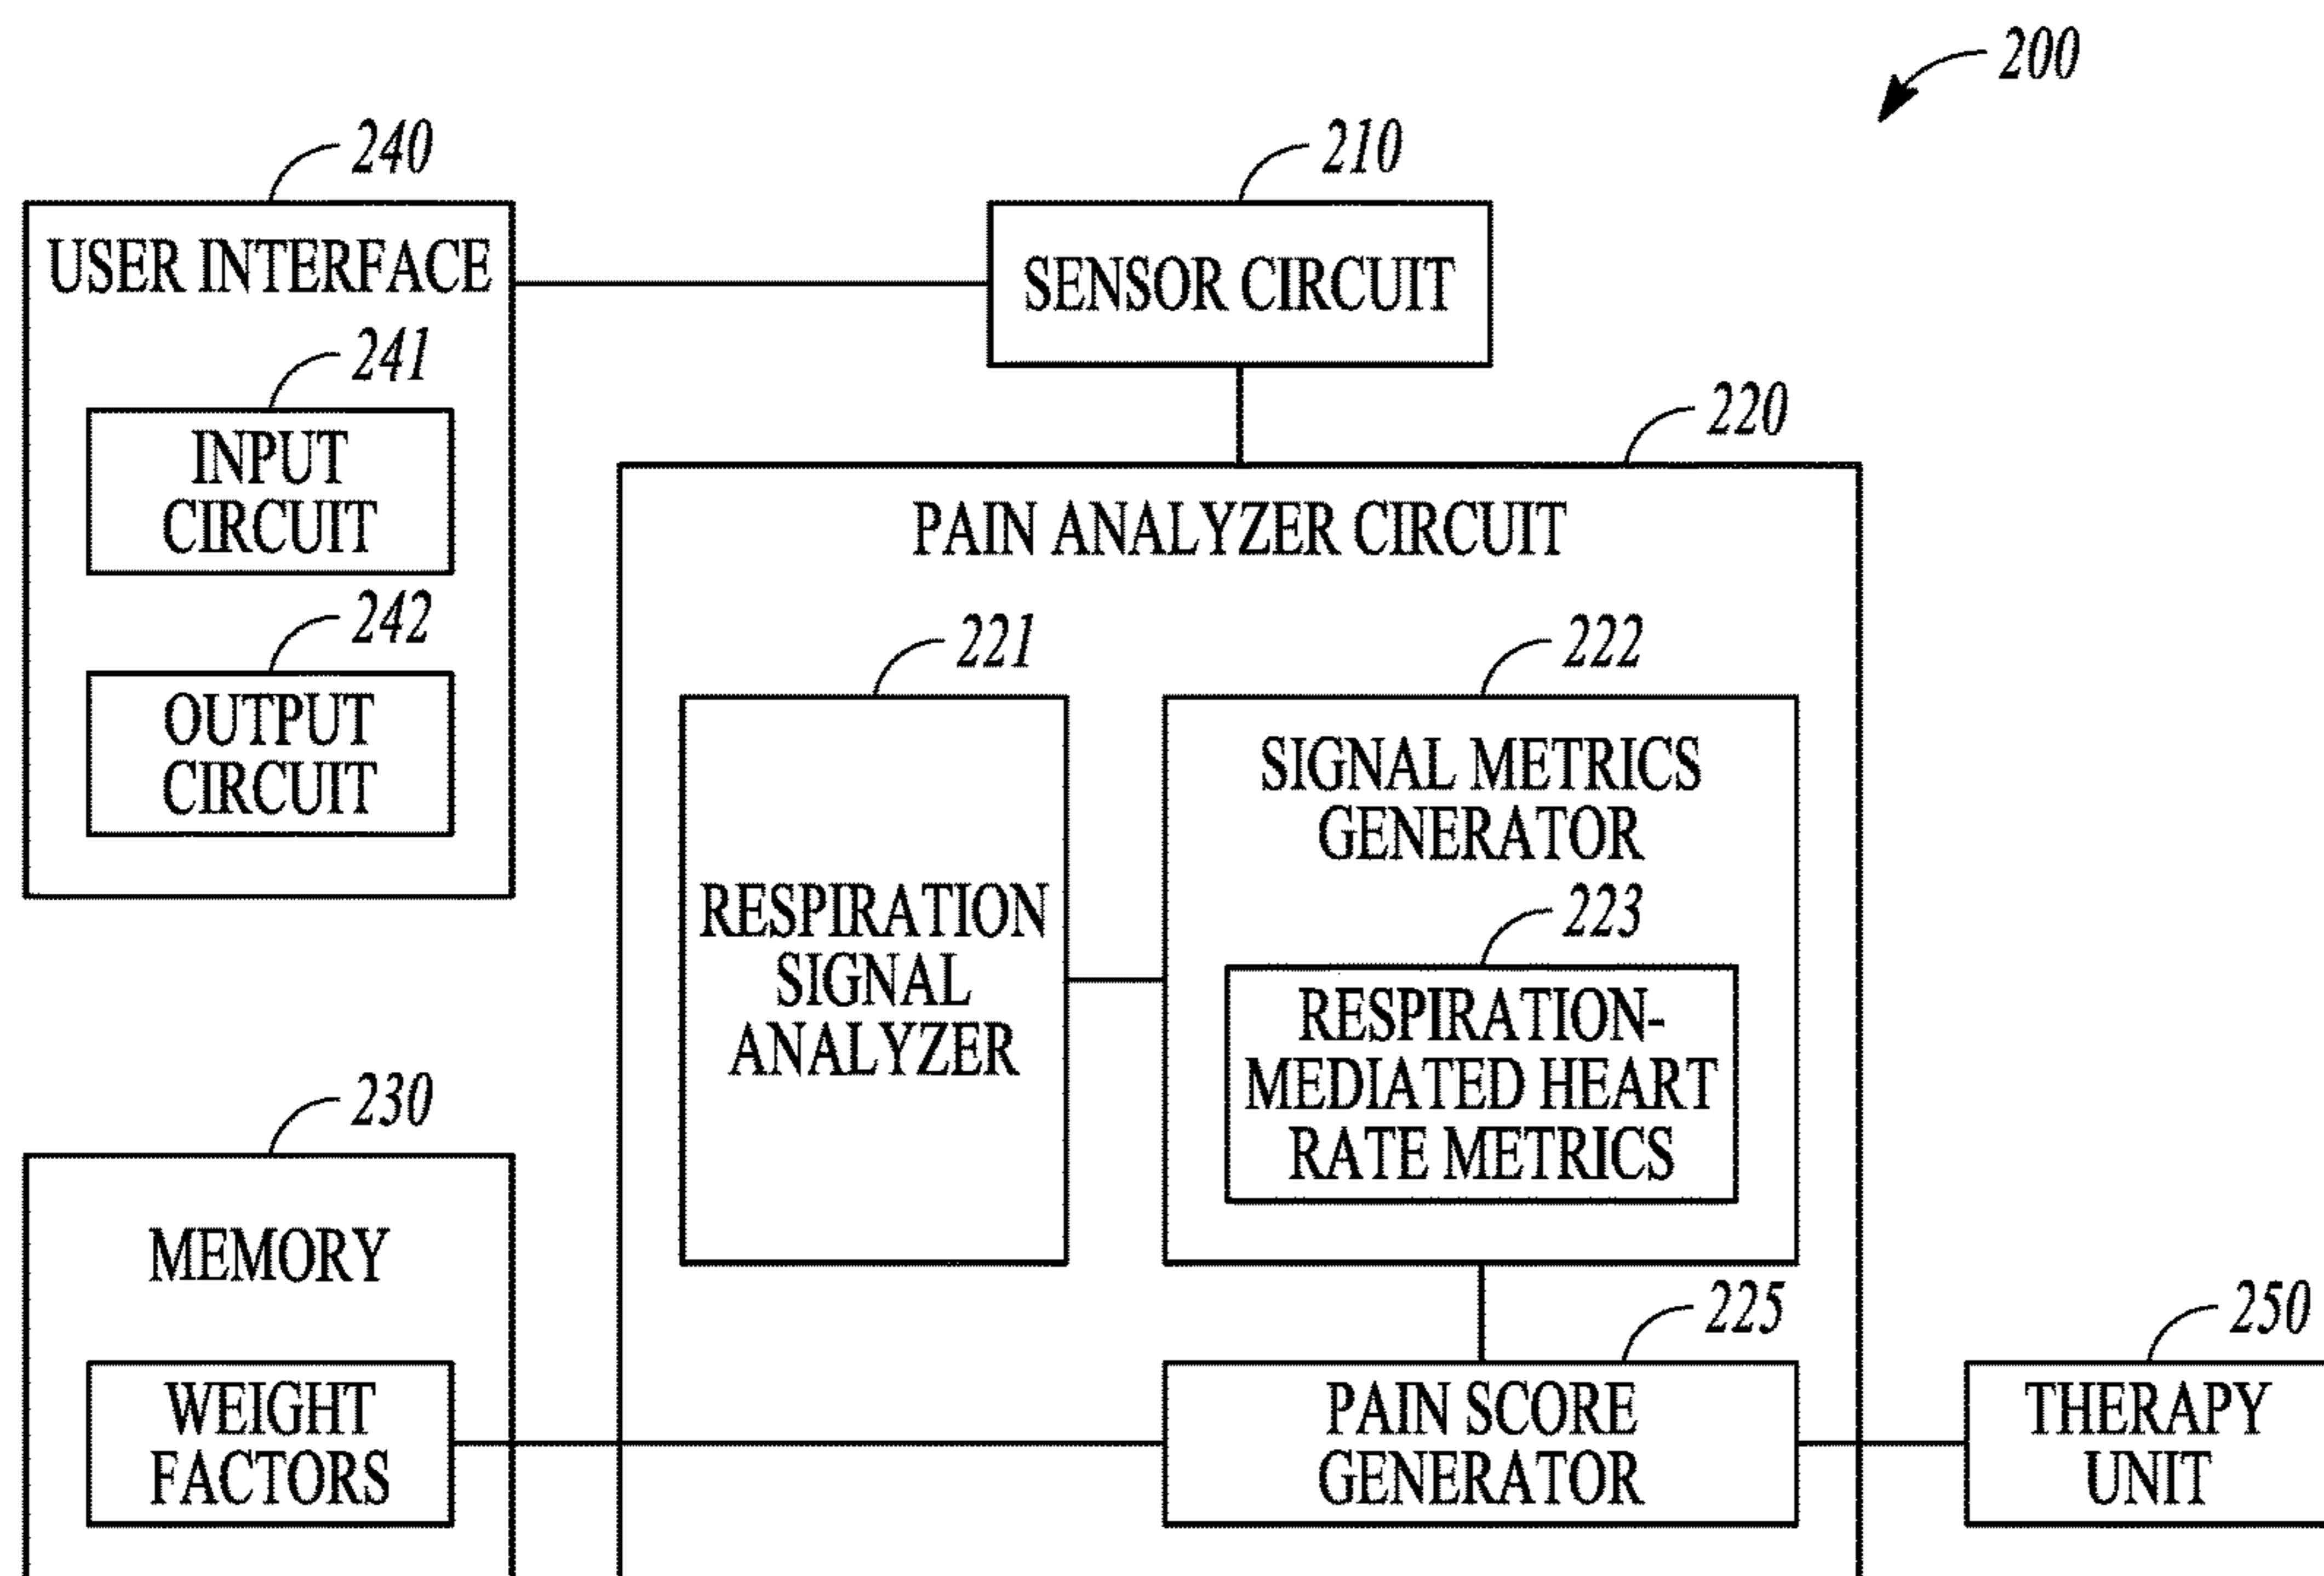 200
240
210
USER INTERFACE
SENSOR CIRCUIT
241
INPUT
CIRCUIT
220
PAIN ANALYZER CIRCUIT
242
OUTPUT
CIRCUIT
221
222
RESPIRATION
SIGNAL
ANALYZER
SIGNAL METRICS
GENERATOR
223
RESPIRATION-
MEDIATED HEART
RATE METRICS
230
MEMORY
WEIGHT
FACTORS
225
PAIN SCORE
GENERATOR
250
THERAPY
UNIT